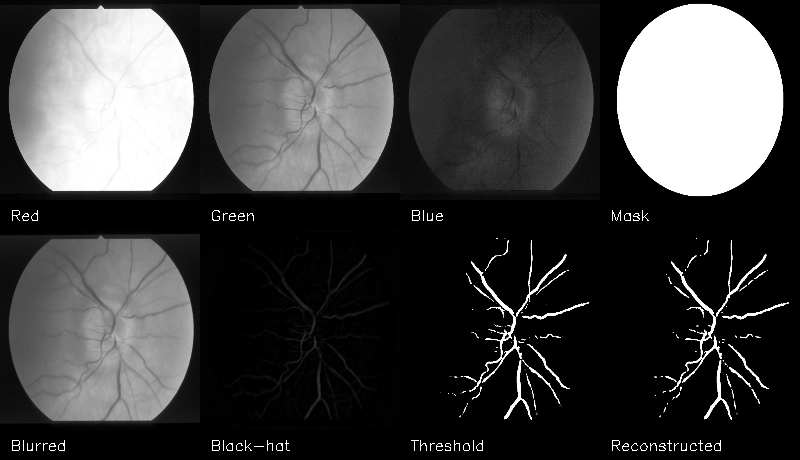 Red
Green
Blue
Mask
Blurred
Black-hat
Threshold
Reconstructed